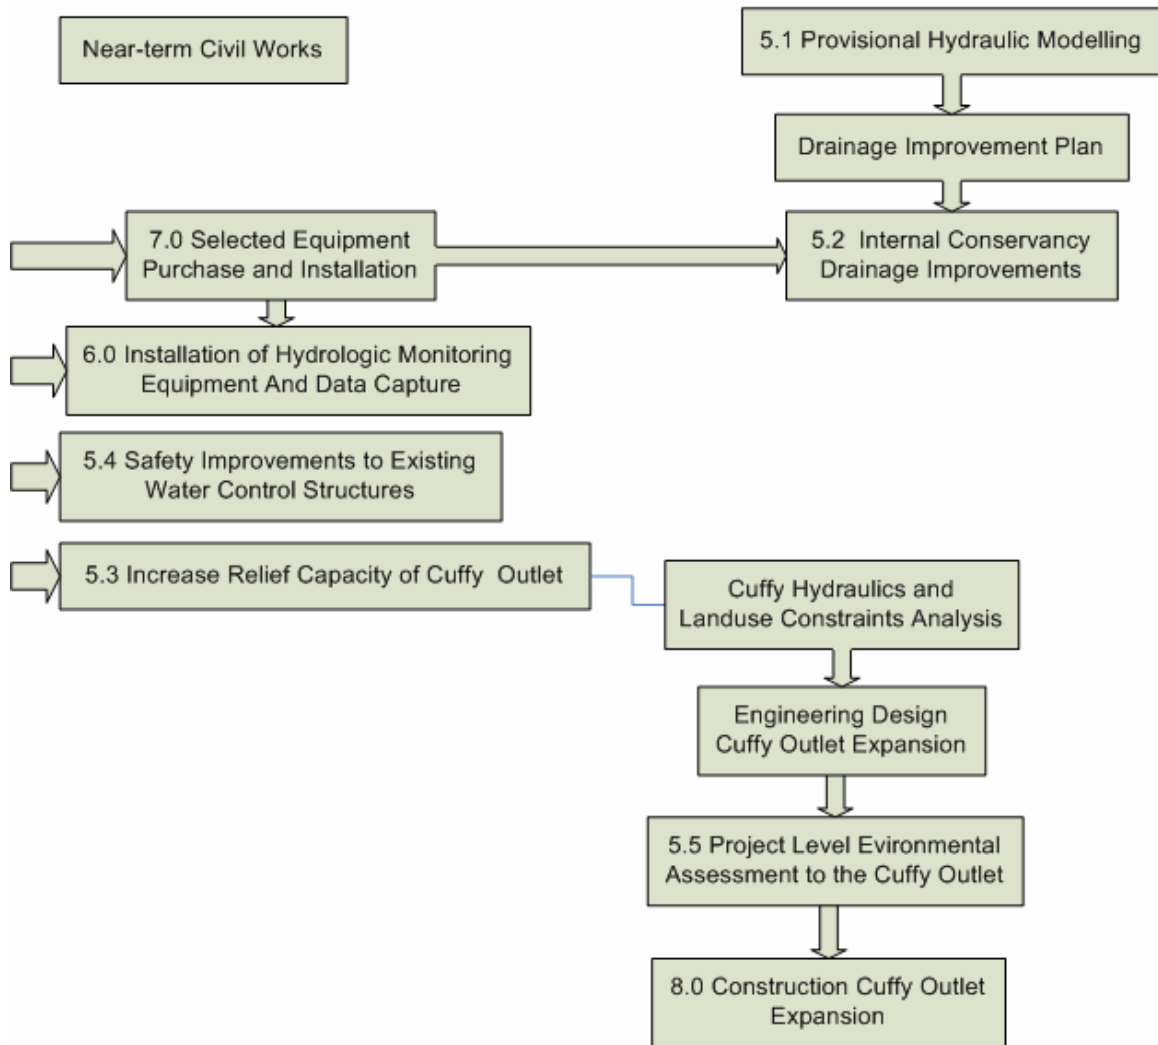 Near-term Civil Works
5.1 Provisional Hydraulic Modelling
Drainage Improvement Plan
7.0 Selected Equipment
Purchase and Installation
5.2 Internal Conservancy
Drainage Improvements
6.0 Installation of Hydrologic Monitoring
Equipment And Data Capture
5.4 Safety Improvements to Existing
Water Control Structures
5.3 Increase Relief Capacity of Cuffy Outlet
Cuffy Hydraulics and
Landuse Constraints Analysis
Engineering Design
Cuffy Outlet Expansion
5.5 Project Level Evironmental
Assessment to the Cuffy Outlet
8.0 Construction Cuffy Outlet
Expansion